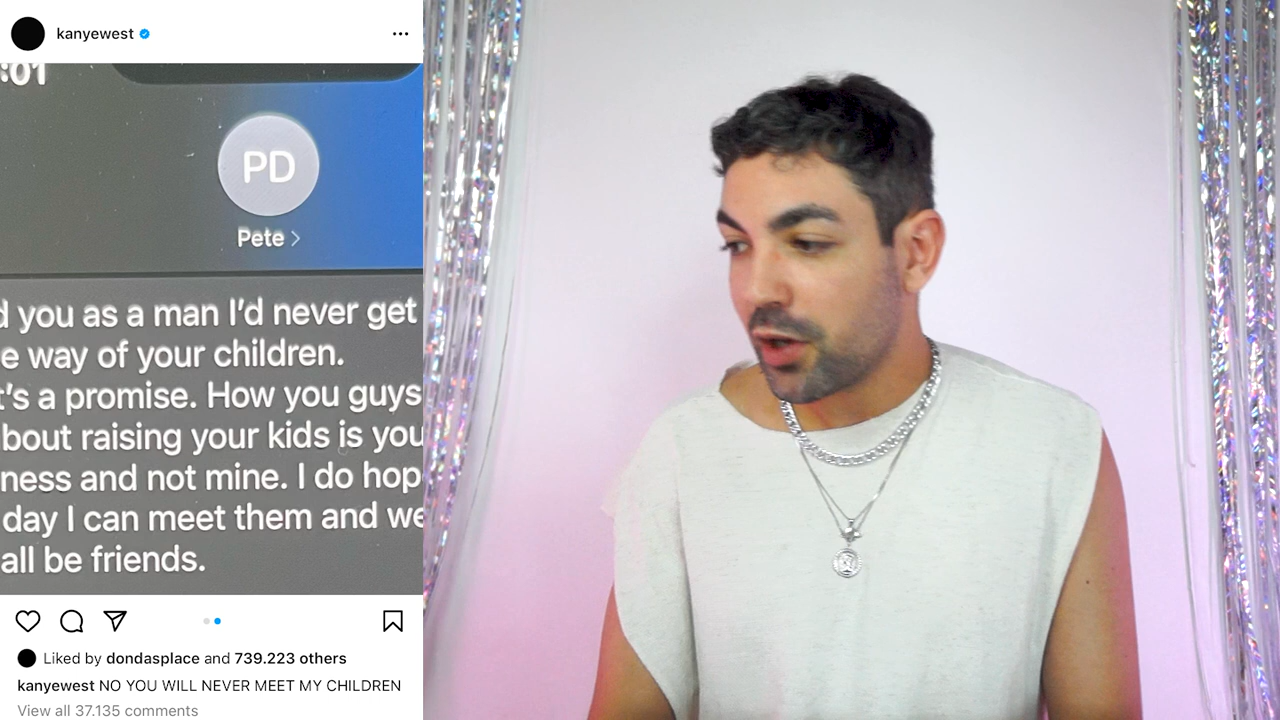 kanyewest
:01
PD
Pete >
d you as a man I'd never get
e way of your children.
t's a promise. How you guys
bout raising your kids is you
ness and not mine. I do hop
day I can meet them and we
all be friends.
Liked by dondasplace and 739.223 others
kanyewest NO YOU WILL NEVER MEET MY CHILDREN
View all 37.135 comments